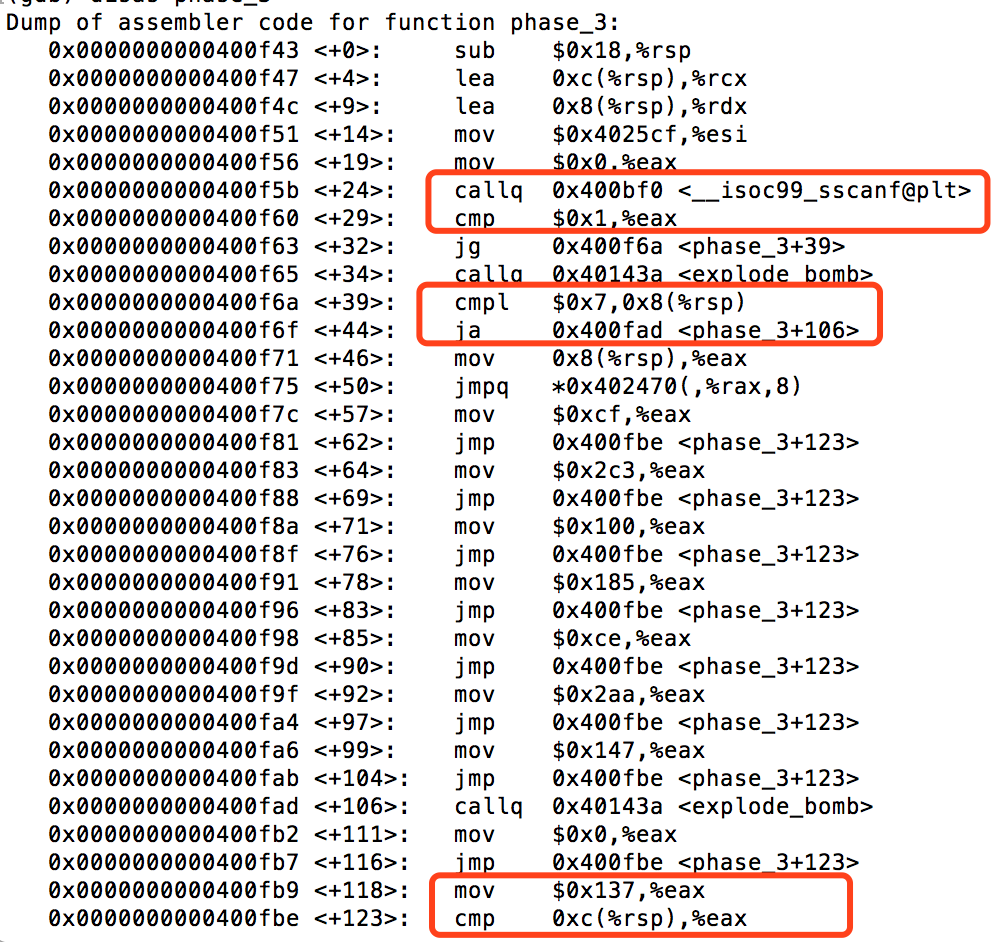 (gdb) disas phase_3
Dump of assembler code for function phase_3:
0x0000000000400f43 <+0>: sub $0x18,%rsp
0x0000000000400f47 <+4>: lea 0xc(%rsp),%rcx
0x0000000000400f4c <+9>: lea 0x8(%rsp),%rdx
0x0000000000400f51 <+14>: mov $0x4025cf,%esi
0x0000000000400f56 <+19>: mov $0x0,%eax
0x0000000000400f5b <+24>: callq 0x400bf0 <__isoc99_sscanf@plt>
0x0000000000400f60 <+29>: cmp $0x1,%eax
0x0000000000400f63 <+32>: jg 0x400f6a <phase_3+39>
0x0000000000400f65 <+34>: callq 0x40143a <explode_bomb>
0x0000000000400f6a <+39>: cmpl $0x7,0x8(%rsp)
0x0000000000400f6f <+44>: ja 0x400fad <phase_3+106>
0x0000000000400f71 <+46>: mov 0x8(%rsp),%eax
0x0000000000400f75 <+50>: jmpq *0x402470(,%rax,8)
0x0000000000400f7c <+57>: mov $0xcf,%eax
0x0000000000400f81 <+62>: jmp 0x400fbe <phase_3+123>
0x0000000000400f83 <+64>: mov $0x2c3,%eax
0x0000000000400f88 <+69>: jmp 0x400fbe <phase_3+123>
0x0000000000400f8a <+71>: mov $0x100,%eax
0x0000000000400f8f <+76>: jmp 0x400fbe <phase_3+123>
0x0000000000400f91 <+78>: mov $0x185,%eax
0x0000000000400f96 <+83>: jmp 0x400fbe <phase_3+123>
0x0000000000400f98 <+85>: mov $0xce,%eax
0x0000000000400f9d <+90>: jmp 0x400fbe <phase_3+123>
0x0000000000400f9f <+92>: mov $0x2aa,%eax
0x0000000000400fa4 <+97>: jmp 0x400fbe <phase_3+123>
0x0000000000400fa6 <+99>: mov $0x147,%eax
0x0000000000400fab <+104>: jmp 0x400fbe <phase_3+123>
0x0000000000400fad <+106>: callq 0x40143a <explode_bomb>
0x0000000000400fb2 <+111>: mov $0x0,%eax
0x0000000000400fb7 <+116>: jmp 0x400fbe <phase_3+123>
0x0000000000400fb9 <+118>: mov $0x137,%eax
0x0000000000400fbe <+123>: cmp 0xc(%rsp),%eax